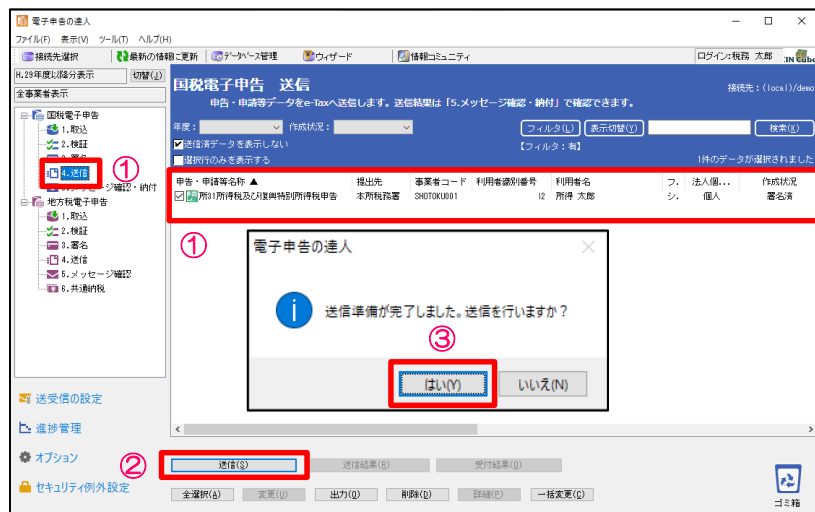 電子申告の達人
ファイル(F) 表示(V) ツール(T) ヘルプ(H)
接続先選択 最新の情報に更新 データベース管理 ウィザード 情報コミュニティ ログイン:税務 太郎 :IN Cube
H.29年度以降分表示 切替(J)
全事業者表示
国税電子申告
1.取込
2.検証
4.送信
ッセージ確認・納付
地方税電子申告
1.取込
2.検証
3.署名
4.送信
5.メッセージ確認
6.共通納税
①
国税電子申告 送信
接続先:(local)/demo
申告・申請等データをe-Taxへ送信します。送信結果は「5.メッセージ確認・納付」で確認できます。
年度: 作成状況: フィルタ(L) 表示切替(Y) 検索(K)
送信済データを表示しない 【フィルタ:有】
選択行のみを表示する 1件のデータが選択されました
申告・申請等名称 ▲ 提出先 事業者コード 利用者識別番号 利用者名 フ. 法人個... 作成状況
所31所得税及び復興特別所得税申告 本所税務署 SHOTOKU001 12 所得 太郎 シ. 個人 署名済
①
電子申告の達人
送信準備が完了しました。送信を行いますか?
③
はい(Y) いいえ(N)
送受信の設定
進捗管理
オプション
セキュリティ例外設定
②
送信(S) 送信結果(R) 受付結果(Q)
全選択(A) 変更(U) 出力(O) 削除(D) 詳細(P) 一括変更(C)
ゴミ箱